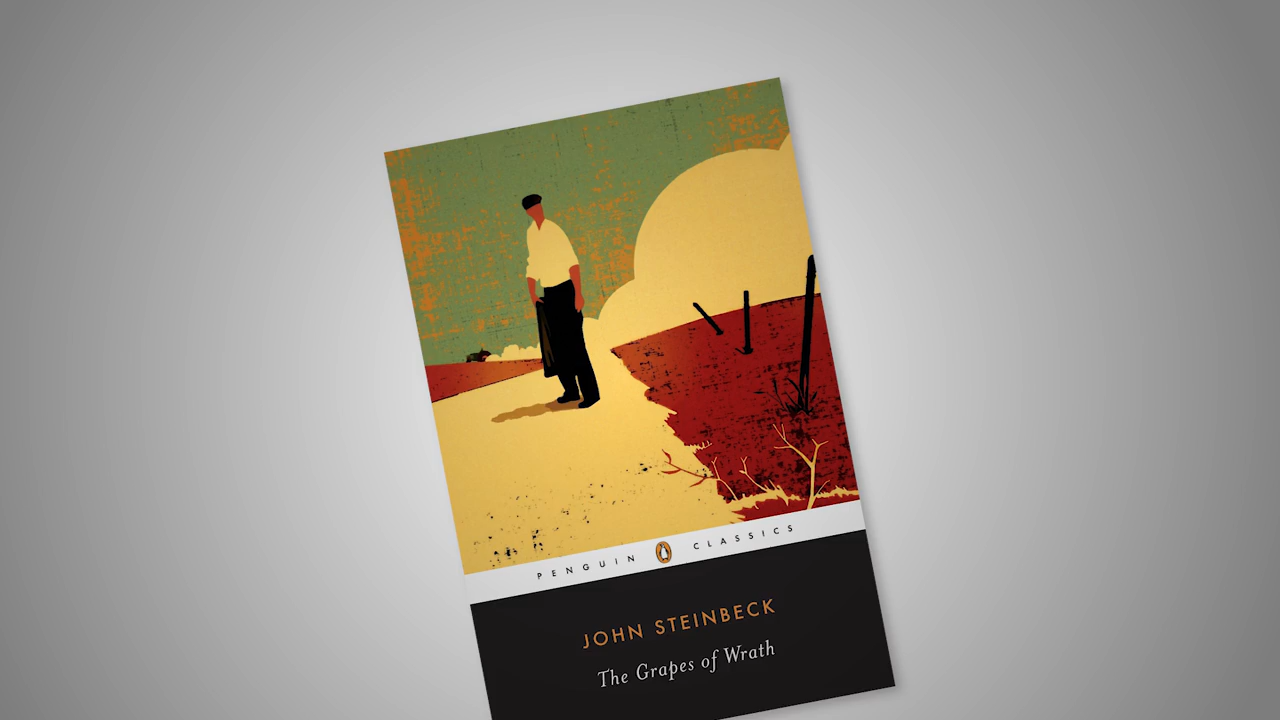 PENGUIN CLASSICS
JOHN STEINBECK
The Grapes of Wrath